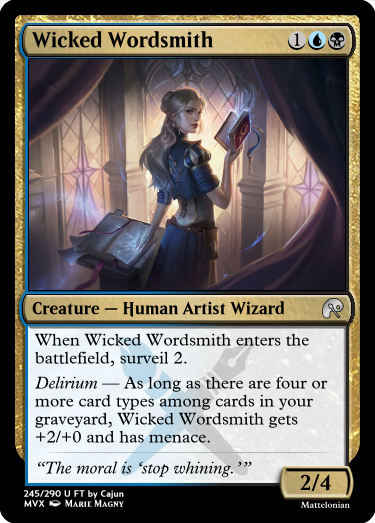 Wicked Wordsmith 1
Creature — Human Artist Wizard
When Wicked Wordsmith enters the
battlefield, surveil 2.
Delirium — As long as there are four or
more card types among cards in your
graveyard, Wicked Wordsmith gets
+2/+0 and has menace.
“The moral is ‘stop whining.’”
2/4
245/290 U FT by Cajun
MVX MARIE MAGNY
Mattelonian